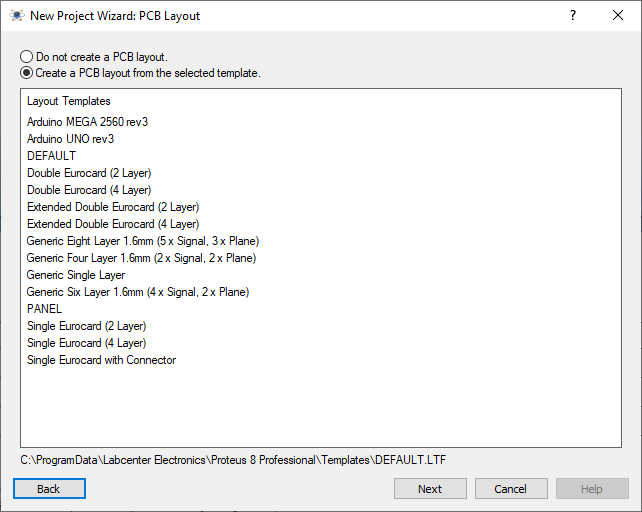 New Project Wizard: PCB Layout
Do not create a PCB layout.
Create a PCB layout from the selected template.
Layout Templates
Arduino MEGA 2560 rev3
Arduino UNO rev3
DEFAULT
Double Eurocard (2 Layer)
Double Eurocard (4 Layer)
Extended Double Eurocard (2 Layer)
Extended Double Eurocard (4 Layer)
Generic Eight Layer 1.6mm (5 x Signal, 3 x Plane)
Generic Four Layer 1.6mm (2 x Signal, 2 x Plane)
Generic Single Layer
Generic Six Layer 1.6mm (4 x Signal, 2 x Plane)
PANEL
Single Eurocard (2 Layer)
Single Eurocard (4 Layer)
Single Eurocard with Connector
C:\ProgramData\Labcenter Electronics\Proteus 8 Professional\Templates\DEFAULT.LTF
Back Next Cancel Help